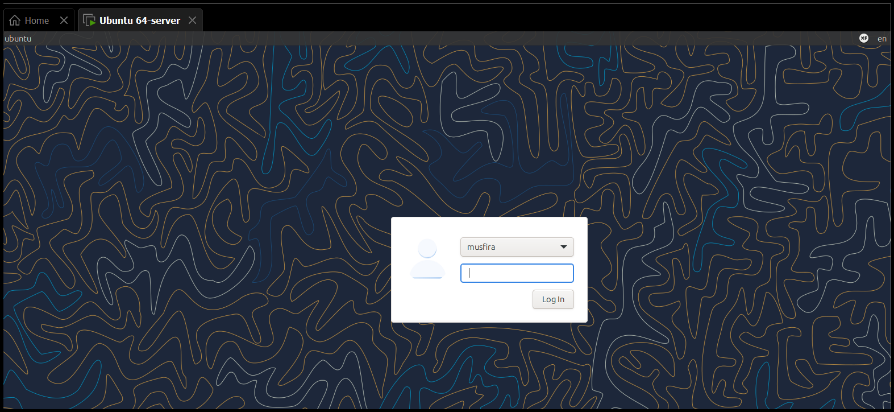 Home
Ubuntu 64-server
ubuntu
en
musfira
Log In